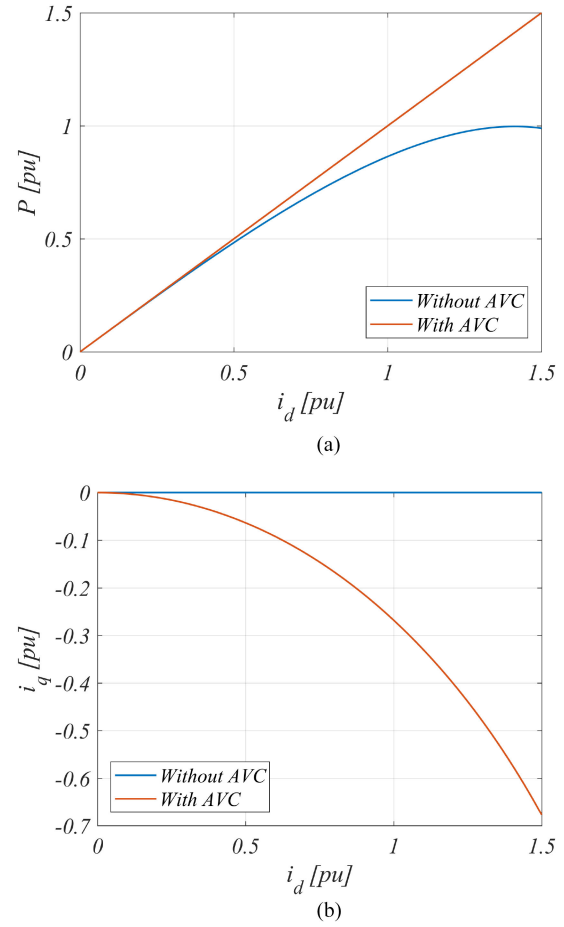 1.5
1
0.5
0
P [pu]
0 0.5 1 1.5
i_d [pu]
Without AVC
With AVC
(a)
0
-0.1
-0.2
-0.3
-0.4
-0.5
-0.6
-0.7
i_q [pu]
Without AVC
With AVC
0 0.5 1 1.5
i_d [pu]
(b)